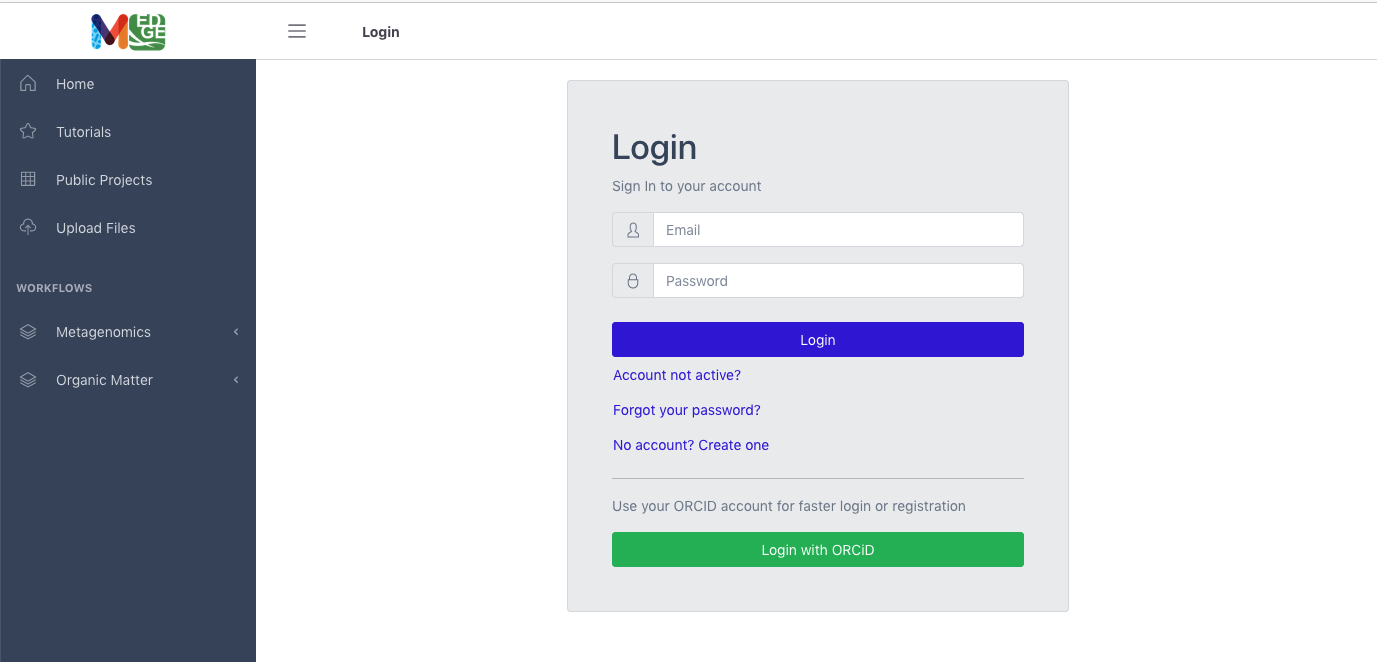 M EDGE
Login
Home
Tutorials
Public Projects
Upload Files
WORKFLOWS
Metagenomics
Organic Matter
Login
Sign In to your account
Email
Password
Login
Account not active?
Forgot your password?
No account? Create one
Use your ORCID account for faster login or registration
Login with ORCiD